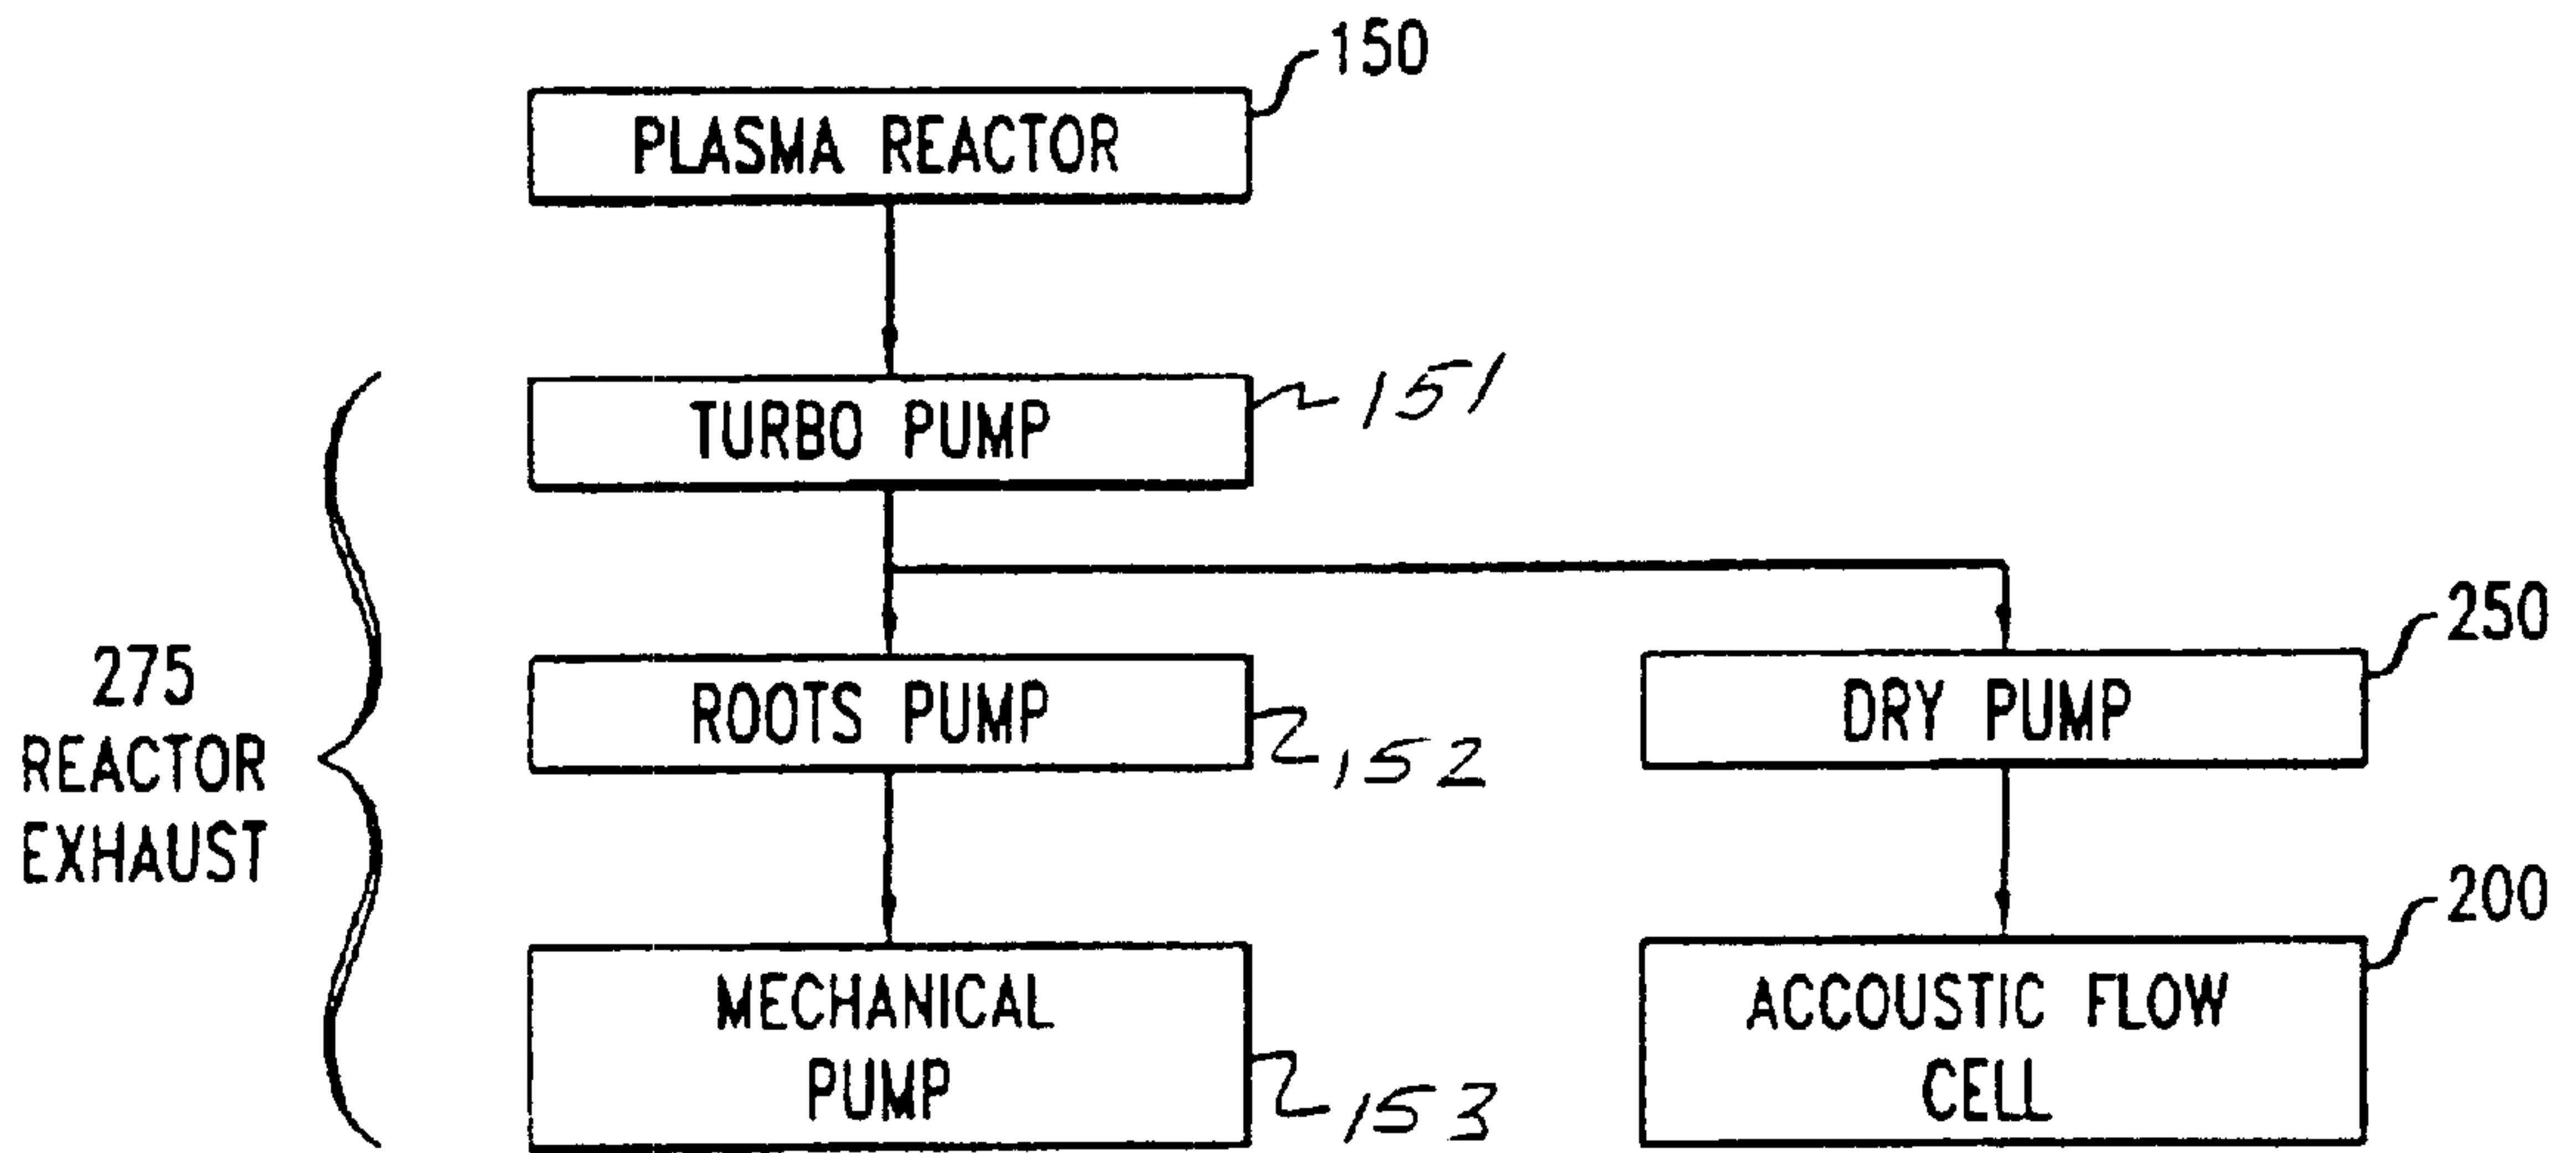 150
PLASMA REACTOR
TURBO PUMP
151
275
REACTOR
EXHAUST
ROOTS PUMP
152
250
DRY PUMP
MECHANICAL
PUMP
153
200
ACCOUSTIC FLOW
CELL